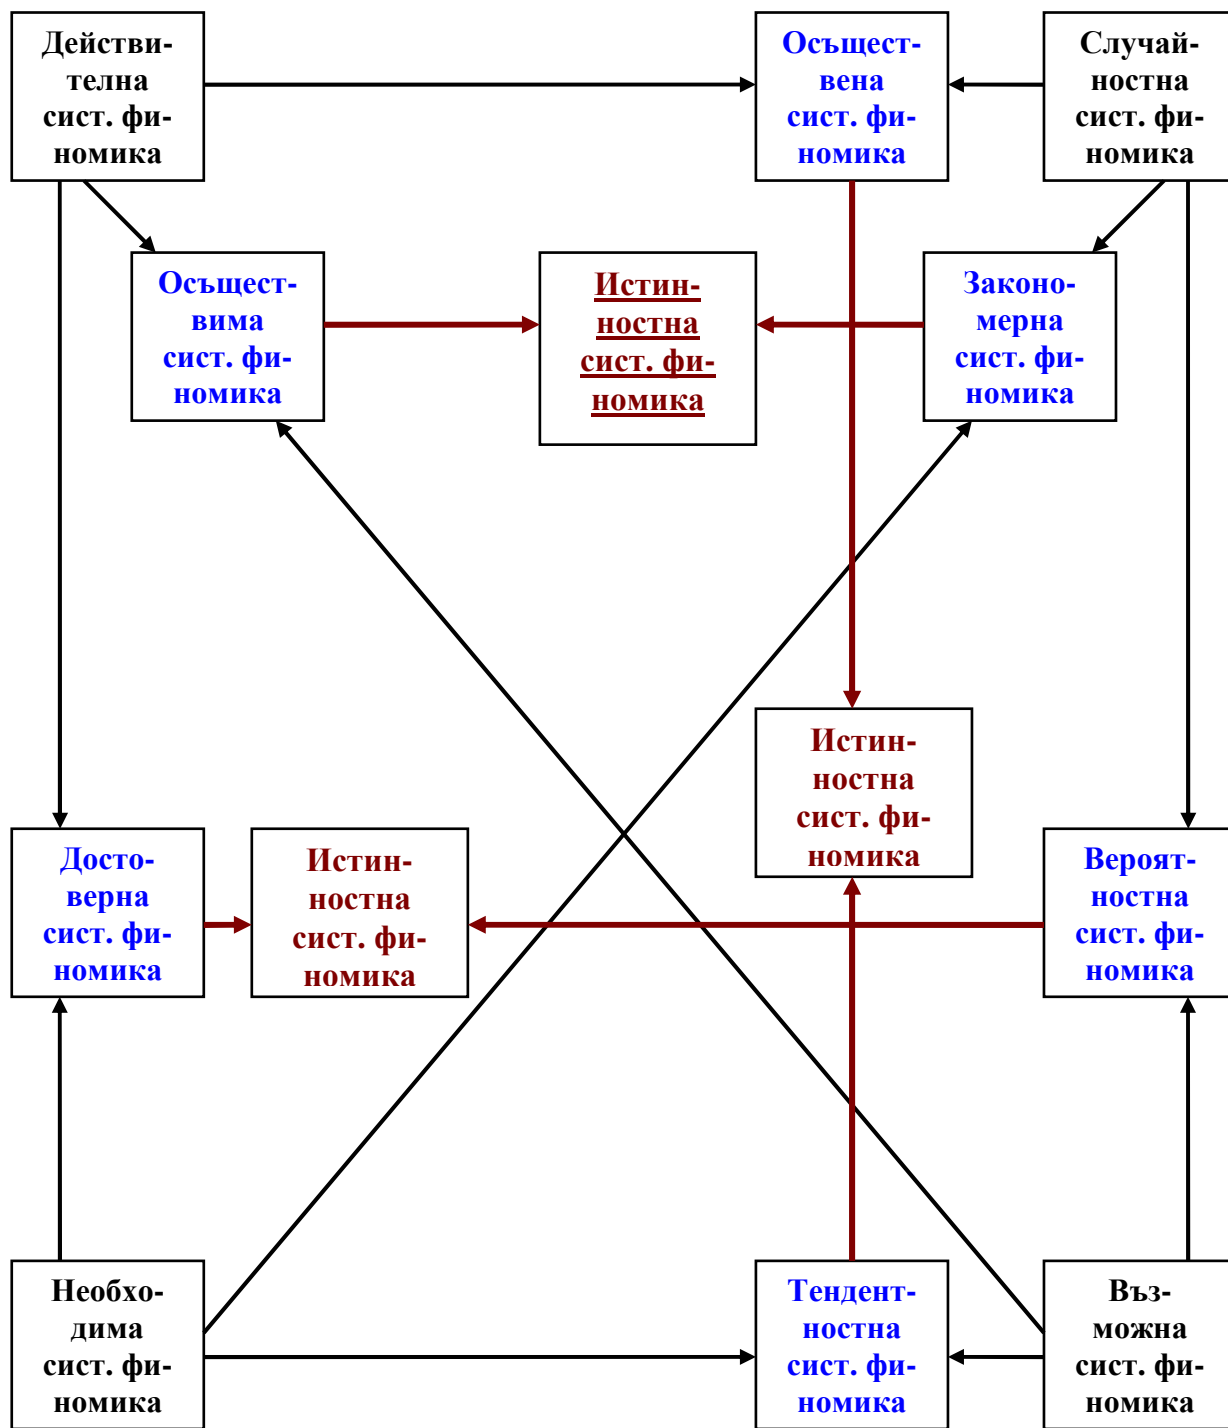 Действи-
телна
сист. фи-
номика
Осъщест-
вена
сист. фи-
номика
Случай-
ностна
сист. фи-
номика
Осъщест-
вима
сист. фи-
номика
Истин-
ностна
сист. фи-
номика
Законо-
мерна
сист. фи-
номика
Истин-
ностна
сист. фи-
номика
Досто-
верна
сист. фи-
номика
Истин-
ностна
сист. фи-
номика
Вероят-
ностна
сист. фи-
номика
Необхо-
дима
сист. фи-
номика
Тендент-
ностна
сист. фи-
номика
Въз-
можна
сист. фи-
номика